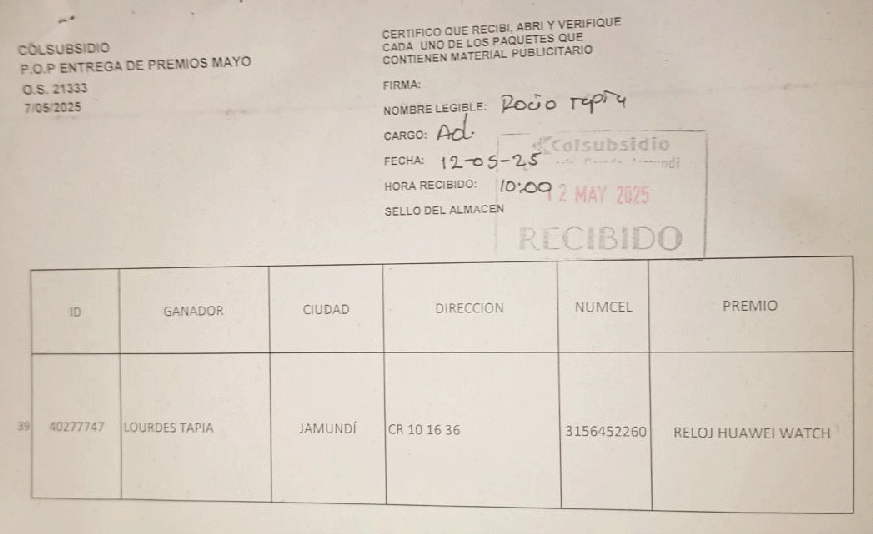 COLSUBSIDIO
P.O.P ENTREGA DE PREMIOS MAYO
O.S. 21333
7/05/2025
CERTIFICO QUE RECIBI, ABRI Y VERIFIQUE
CADA UNO DE LOS PAQUETES QUE
CONTIENEN MATERIAL PUBLICITARIO
FIRMA:
NOMBRE LEGIBLE: Rocio Tapia
CARGO: Ad.
FECHA: 12-05-25
HORA RECIBIDO: 10:00
SELLO DEL ALMACEN
Colsubsidio
2 MAY 2025
RECIBIDO
ID GANADOR CIUDAD DIRECCION NUMCEL PREMIO
39 40277747 LOURDES TAPIA JAMUNDÍ CR 10 16 36 3156452260 RELOJ HUAWEI WATCH